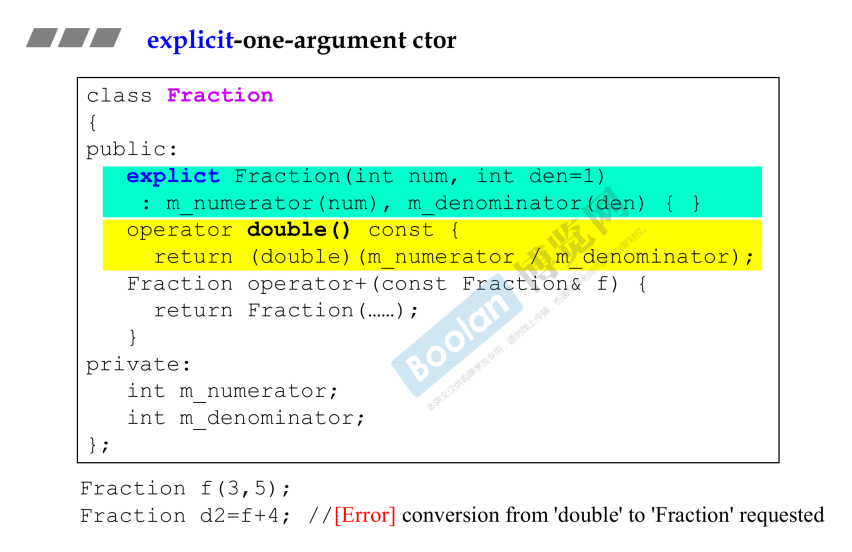 explicit-one-argument ctor
class Fraction
{
public:
explict Fraction(int num, int den=1)
: m_numerator(num), m_denominator(den) { }
operator double() const {
return (double)(m_numerator / m_denominator);
Fraction operator+(const Fraction& f) {
return Fraction(……);
}
private:
int m_numerator;
int m_denominator;
};
Fraction f(3,5);
Fraction d2=f+4; //[Error] conversion from 'double' to 'Fraction' requested
Boolan 博览网